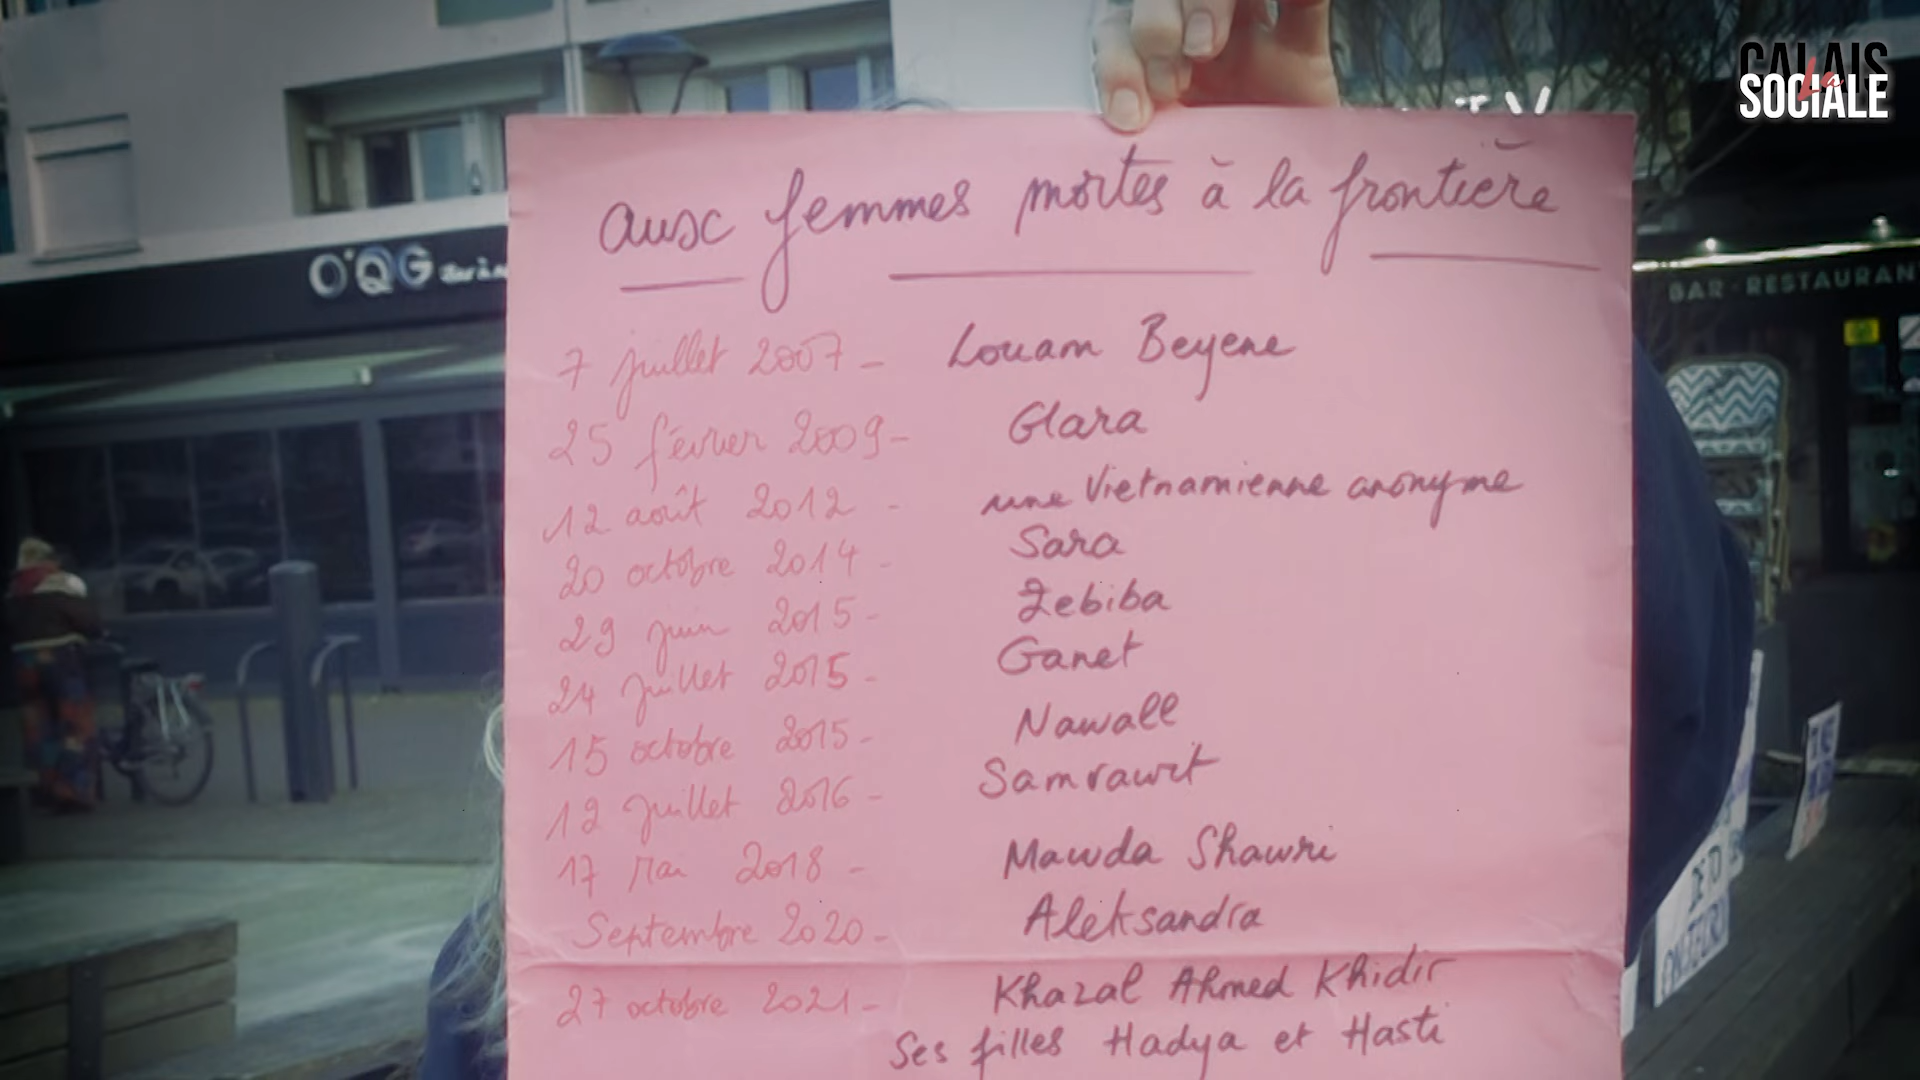 CALAIS
La
SOCIALE
O'QG
BAR RESTAURANT
aux femmes mortes à la frontière
7 juillet 2007 - Louam Beyene
25 février 2009 - Glara
12 août 2012 - une Vietnamienne anonyme
20 octobre 2014 - Sara
29 juin 2015 - Zebiba
24 juillet 2015 - Ganet
15 octobre 2015 - Nawall
12 juillet 2016 - Samrawit
17 Mai 2018 - Mawda Shawri
Septembre 2020 - Aleksandra
27 octobre 2021 - Khazal Ahmed Khidir
Ses filles Hadya et Hasti